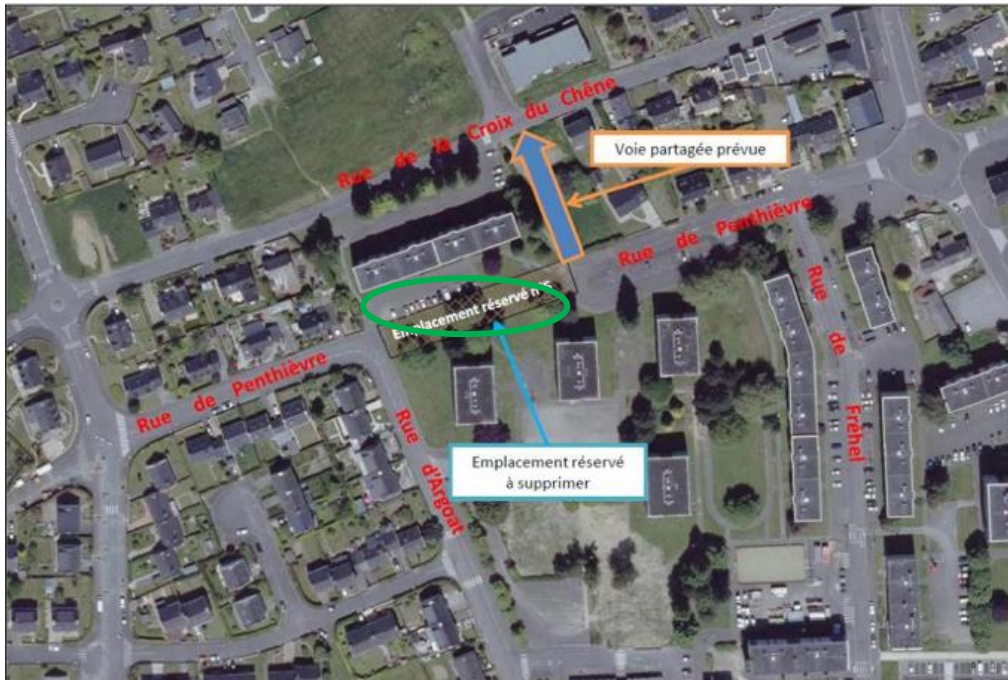 Rue de la Croix du Chêne
Voie partagée prévue
Rue de Penthièvre
Emplacement réservé
Rue de Penthièvre
Rue de Fréhel
Rue d'Argoat
Emplacement réservé
à supprimer